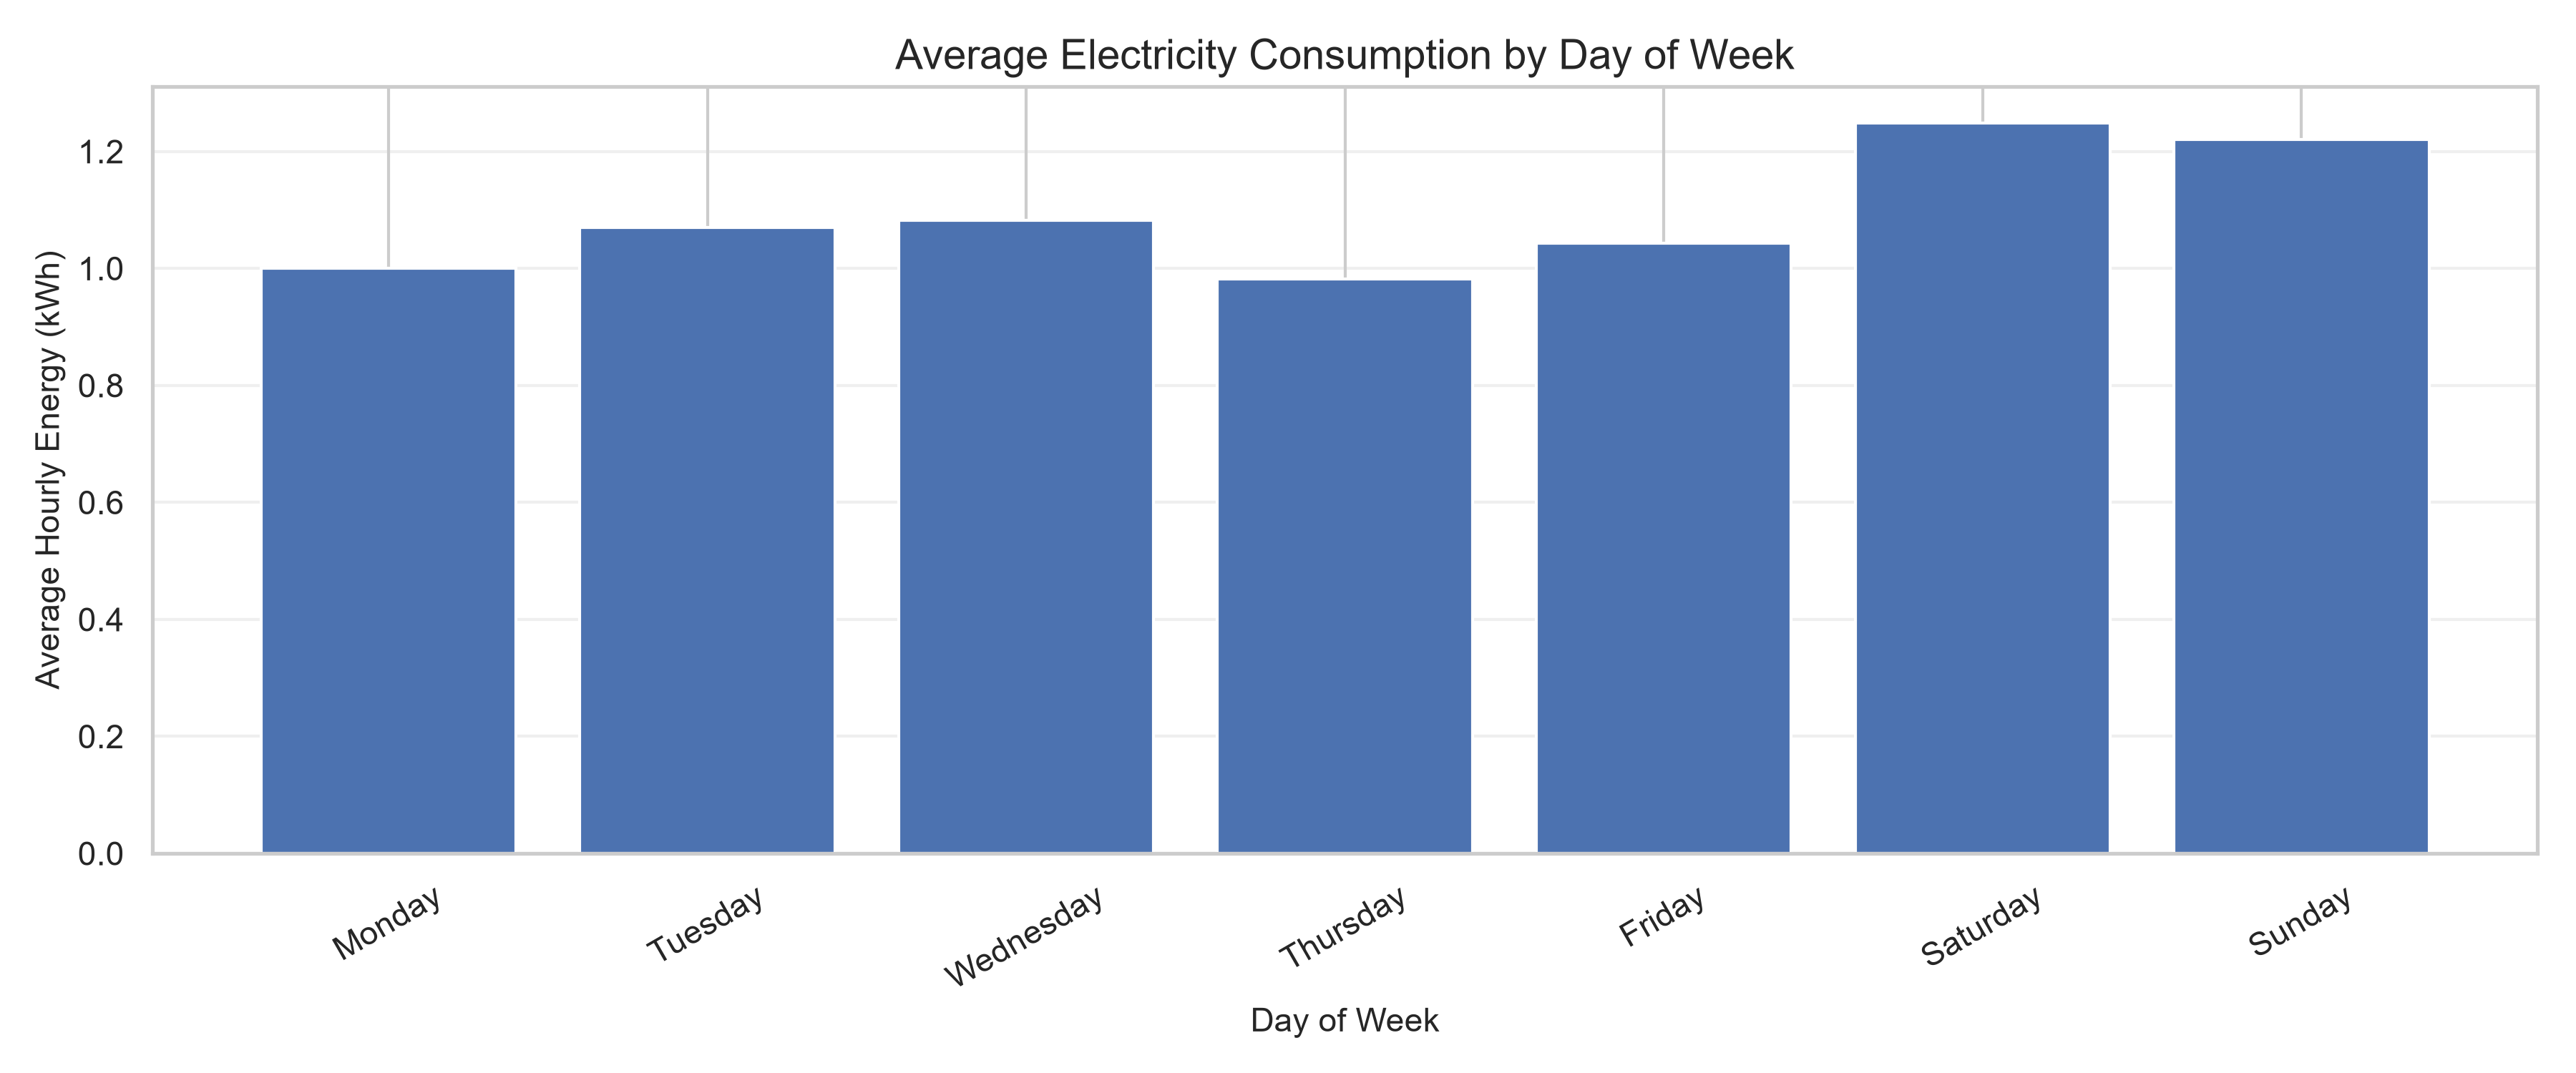 Average Electricity Consumption by Day of Week
Average Hourly Energy (kWh)
1.2
1.0
0.8
0.6
0.4
0.2
0.0
Monday
Tuesday
Wednesday
Thursday
Friday
Saturday
Sunday
Day of Week